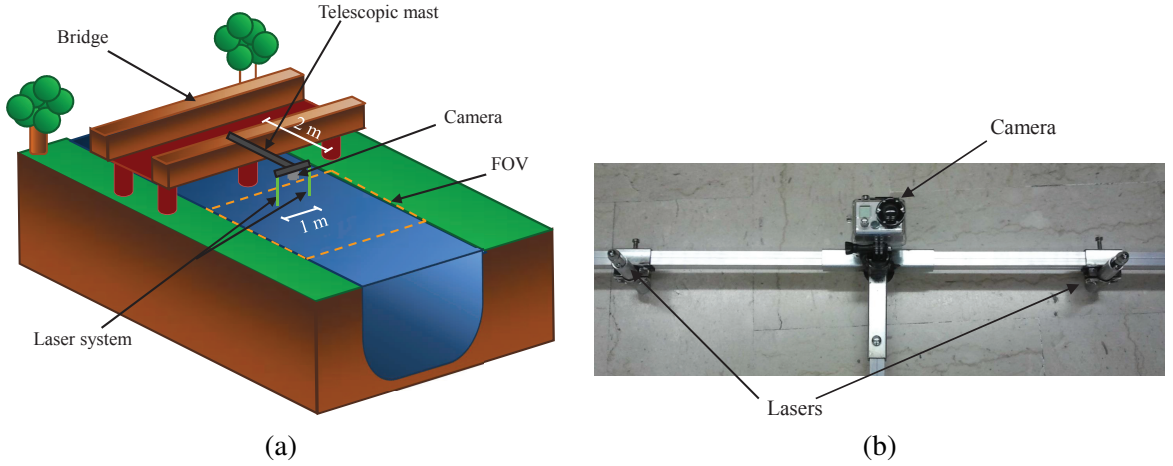 Telescopic mast
Bridge
2 m
Camera
FOV
1 m
Laser system
(a)
Camera
Lasers
(b)